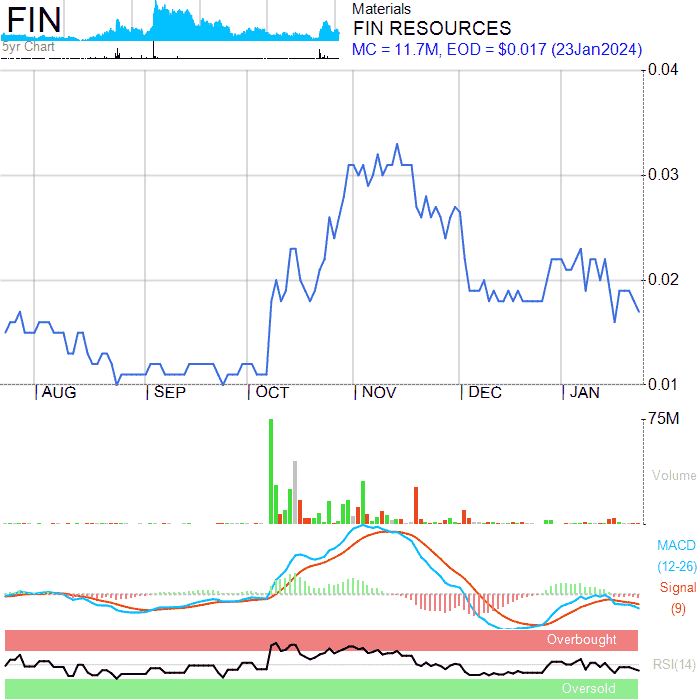 FIN
5yr Chart
Materials
FIN RESOURCES
MC = 11.7M, EOD = $0.017 (23Jan2024)
0.04
0.03
0.02
0.01
AUG SEP OCT NOV DEC JAN
75M
Volume
MACD
(12-26)
Signal
(9)
Overbought
RSI(14)
Oversold